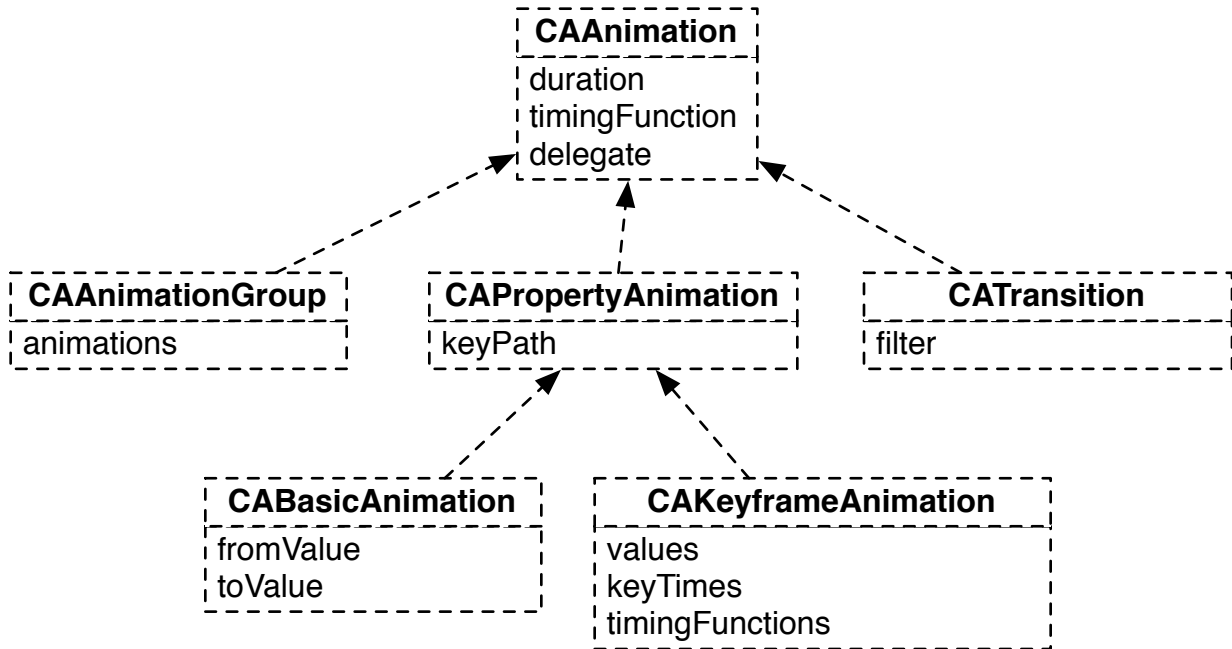 CAAnimation
duration
timingFunction
delegate
CAAnimationGroup
animations
CAPropertyAnimation
keyPath
CATransition
filter
CABasicAnimation
fromValue
toValue
CAKeyframeAnimation
values
keyTimes
timingFunctions